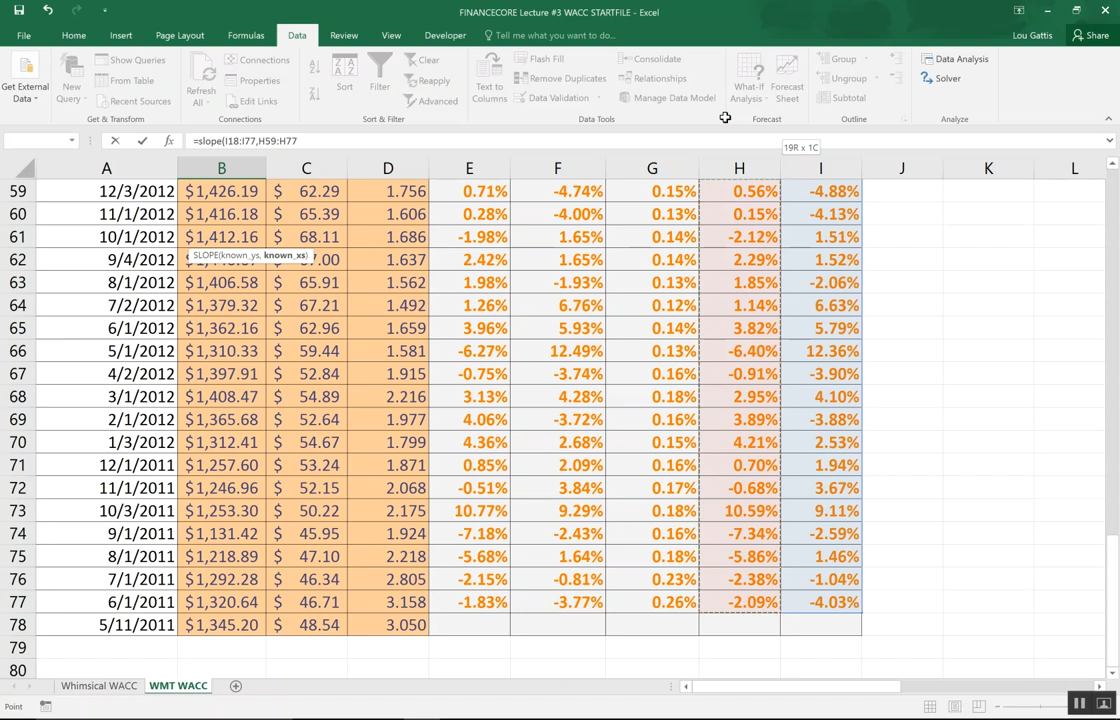 FINANCECORE Lecture #3 WACC STARTFILE - Excel
File Home Insert Page Layout Formulas Data Review View Developer Tell me what you want to do... Lou Gattis Share
Get External Data
New Query
Show Queries
From Table
Recent Sources
Get & Transform
Refresh All
Connections
Properties
Edit Links
Connections
Sort
Filter
Clear
Reapply
Advanced
Sort & Filter
Text to Columns
Flash Fill
Remove Duplicates
Data Validation
Consolidate
Relationships
Manage Data Model
Data Tools
What-If Analysis
Forecast Sheet
Forecast
Group
Ungroup
Subtotal
Outline
Data Analysis
Solver
Analyze
fx =slope(I18:I77,H59:H77
19R x 1C
A B C D E F G H I J K L
59 12/3/2012 $1,426.19 $ 62.29 1.756 0.71% -4.74% 0.15% 0.56% -4.88%
60 11/1/2012 $1,416.18 $ 65.39 1.606 0.28% -4.00% 0.13% 0.15% -4.13%
61 10/1/2012 $1,412.16 $ 68.11 1.686 -1.98% 1.65% 0.14% -2.12% 1.51%
SLOPE(known_ys, known_xs)
62 9/4/2012 1.637 2.42% 1.65% 0.14% 2.29% 1.52%
63 8/1/2012 $1,406.58 $ 65.91 1.562 1.98% -1.93% 0.13% 1.85% -2.06%
64 7/2/2012 $1,379.32 $ 67.21 1.492 1.26% 6.76% 0.12% 1.14% 6.63%
65 6/1/2012 $1,362.16 $ 62.96 1.659 3.96% 5.93% 0.14% 3.82% 5.79%
66 5/1/2012 $1,310.33 $ 59.44 1.581 -6.27% 12.49% 0.13% -6.40% 12.36%
67 4/2/2012 $1,397.91 $ 52.84 1.915 -0.75% -3.74% 0.16% -0.91% -3.90%
68 3/1/2012 $1,408.47 $ 54.89 2.216 3.13% 4.28% 0.18% 2.95% 4.10%
69 2/1/2012 $1,365.68 $ 52.64 1.977 4.06% -3.72% 0.16% 3.89% -3.88%
70 1/3/2012 $1,312.41 $ 54.67 1.799 4.36% 2.68% 0.15% 4.21% 2.53%
71 12/1/2011 $1,257.60 $ 53.24 1.871 0.85% 2.09% 0.16% 0.70% 1.94%
72 11/1/2011 $1,246.96 $ 52.15 2.068 -0.51% 3.84% 0.17% -0.68% 3.67%
73 10/3/2011 $1,253.30 $ 50.22 2.175 10.77% 9.29% 0.18% 10.59% 9.11%
74 9/1/2011 $1,131.42 $ 45.95 1.924 -7.18% -2.43% 0.16% -7.34% -2.59%
75 8/1/2011 $1,218.89 $ 47.10 2.218 -5.68% 1.64% 0.18% -5.86% 1.46%
76 7/1/2011 $1,292.28 $ 46.34 2.805 -2.15% -0.81% 0.23% -2.38% -1.04%
77 6/1/2011 $1,320.64 $ 46.71 3.158 -1.83% -3.77% 0.26% -2.09% -4.03%
78 5/11/2011 $1,345.20 $ 48.54 3.050
79
80
Whimsical WACC WMT WACC
Point